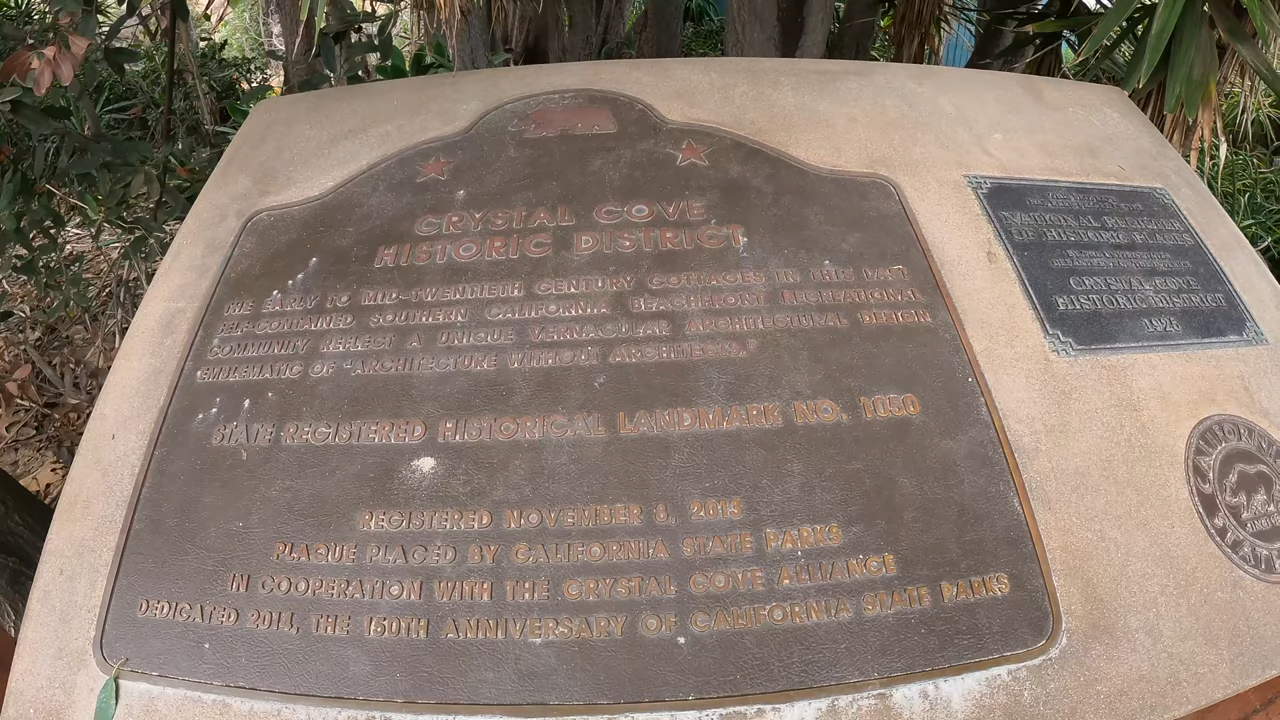 CRYSTAL COVE
HISTORIC DISTRICT
THE EARLY TO MID-TWENTIETH CENTURY COTTAGES IN THIS LAST
SELF-CONTAINED SOUTHERN CALIFORNIA BEACHFRONT RECREATIONAL
COMMUNITY REFLECT A UNIQUE VERNACULAR ARCHITECTURAL DESIGN
EMBLEMATIC OF "ARCHITECTURE WITHOUT ARCHITECTS."
STATE REGISTERED HISTORICAL LANDMARK NO. 1050
REGISTERED NOVEMBER 8, 2013
PLAQUE PLACED BY CALIFORNIA STATE PARKS
IN COOPERATION WITH THE CRYSTAL COVE ALLIANCE
DEDICATED 2014, THE 150TH ANNIVERSARY OF CALIFORNIA STATE PARKS
NATIONAL REGISTER
OF HISTORIC PLACES
CRYSTAL COVE
HISTORIC DISTRICT
1925
CALIFORNIA
STATE